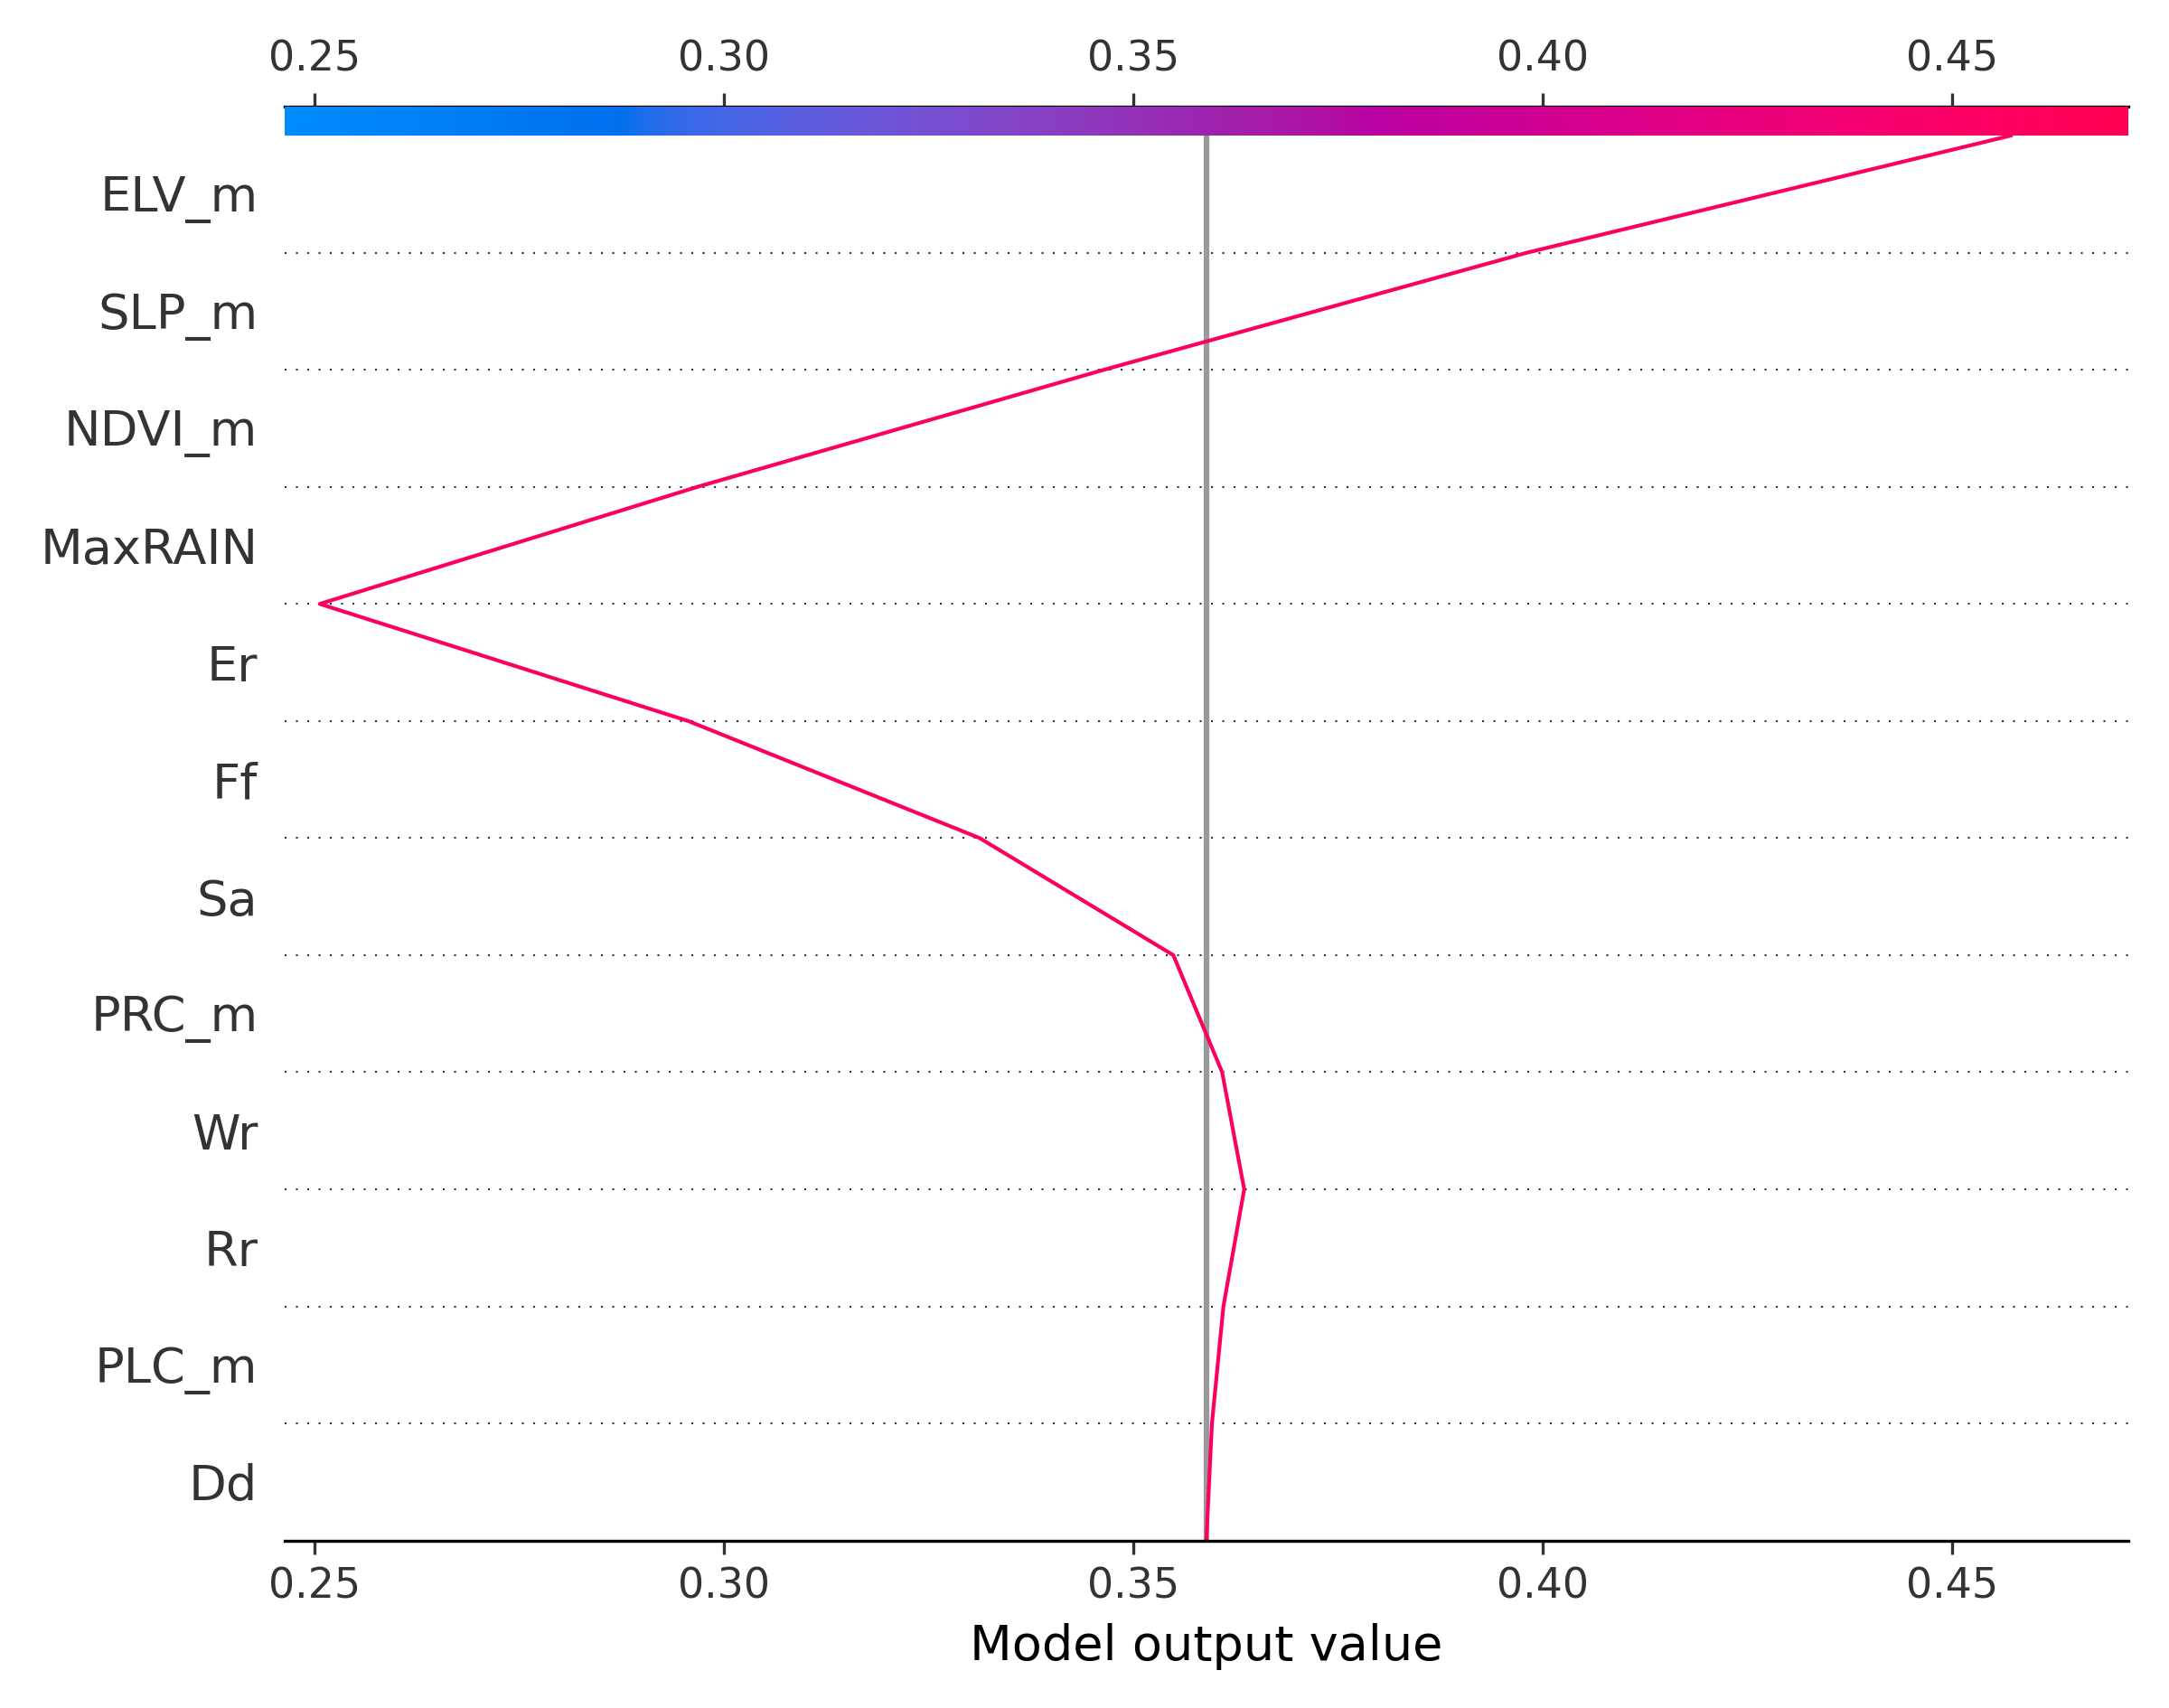 0.25 0.30 0.35 0.40 0.45
ELV_m
SLP_m
NDVI_m
MaxRAIN
Er
Ff
Sa
PRC_m
Wr
Rr
PLC_m
Dd
0.25 0.30 0.35 0.40 0.45
Model output value